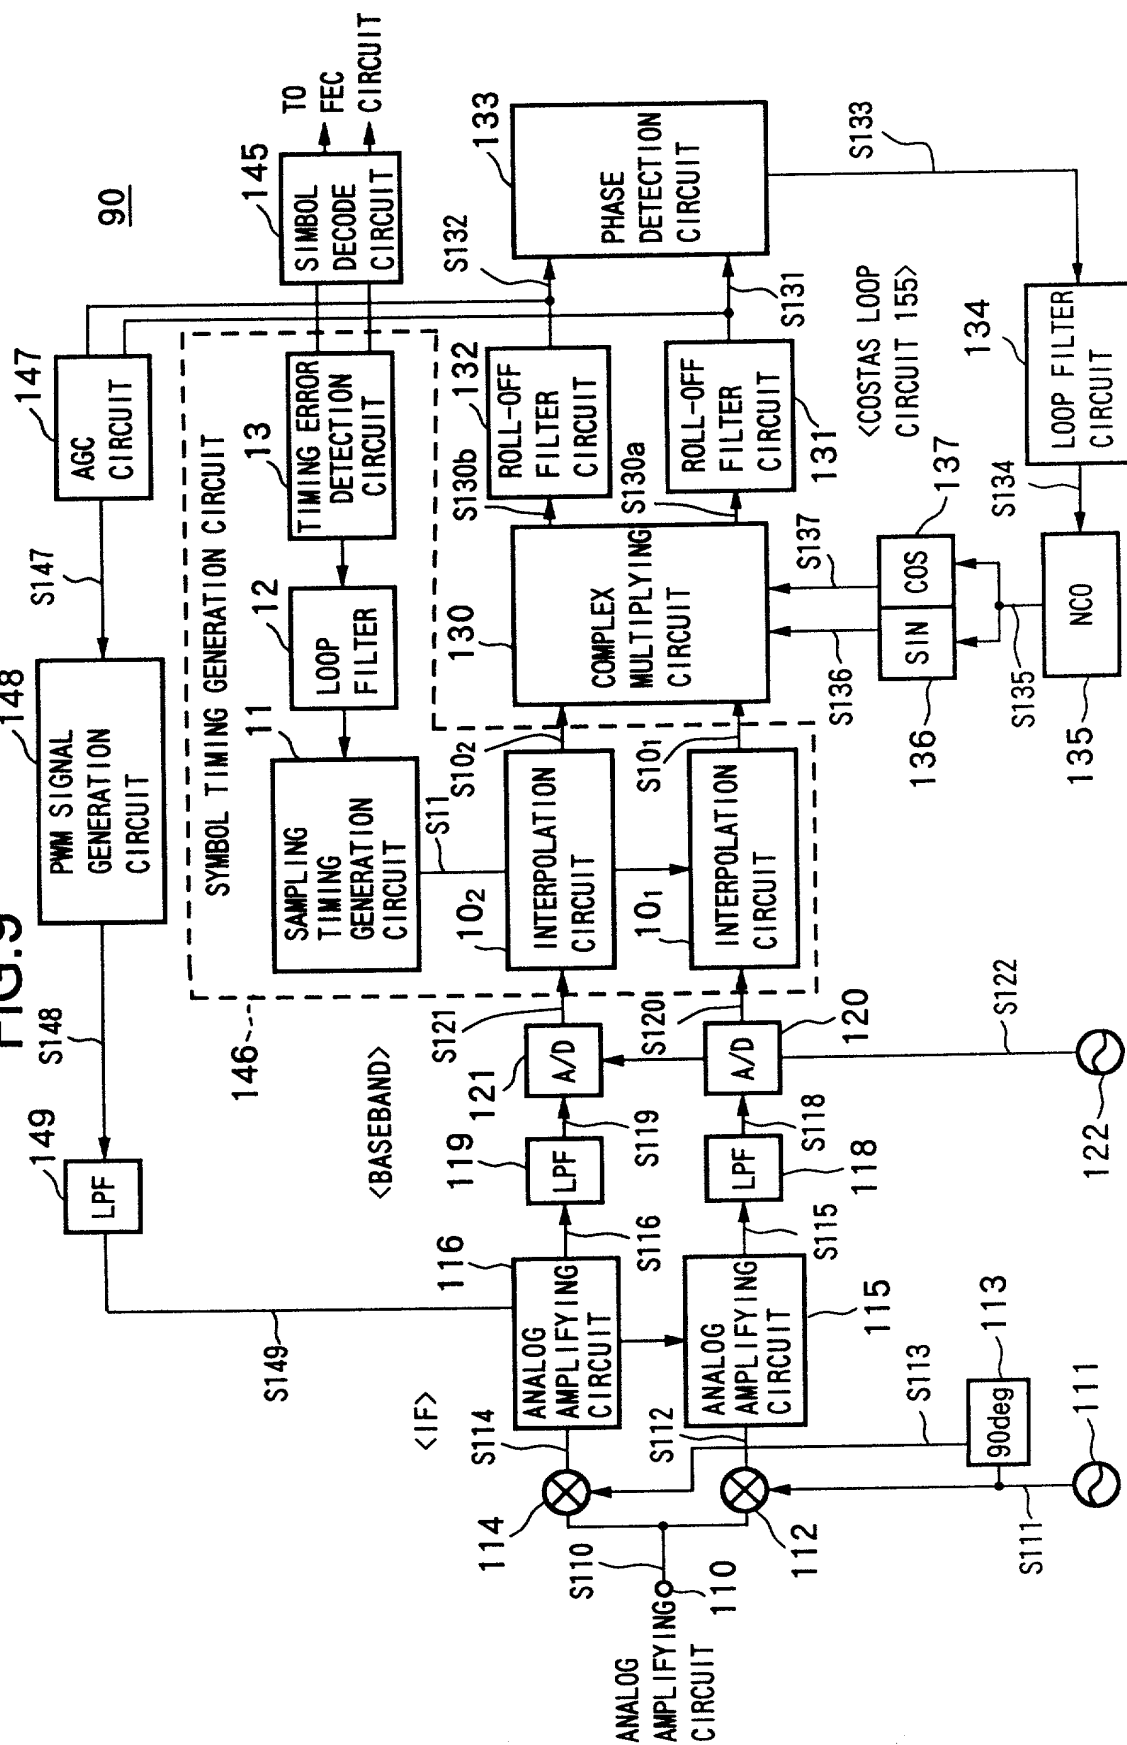 FIG.9
90
149
LPF
S149
S148
148
PWM SIGNAL
GENERATION
CIRCUIT
S147
147
AGC
CIRCUIT
146
SYMBOL TIMING GENERATION CIRCUIT
11
SAMPLING
TIMING
GENERATION
CIRCUIT
S11
12
LOOP
FILTER
13
TIMING ERROR
DETECTION
CIRCUIT
145
SIMBOL
DECODE
CIRCUIT
TO
FEC
CIRCUIT
<IF>
<BASEBAND>
ANALOG
AMPLIFYING
CIRCUIT
110
S110
114
S114
116
ANALOG
AMPLIFYING
CIRCUIT
S116
119
LPF
S119
121
A/D
S121
102
INTERPOLATION
CIRCUIT
S102
130
COMPLEX
MULTIPLYING
CIRCUIT
S130b
132
ROLL-OFF
FILTER
CIRCUIT
S132
133
PHASE
DETECTION
CIRCUIT
112
S112
115
ANALOG
AMPLIFYING
CIRCUIT
S115
118
LPF
S118
120
A/D
S120
101
INTERPOLATION
CIRCUIT
S101
S130a
131
ROLL-OFF
FILTER
CIRCUIT
S131
S133
S113
113
90deg
111
S111
S122
122
S136
S137
136
SIN
COS
137
<COSTAS LOOP
CIRCUIT 155>
S135
135
NCO
S134
134
LOOP FILTER
CIRCUIT